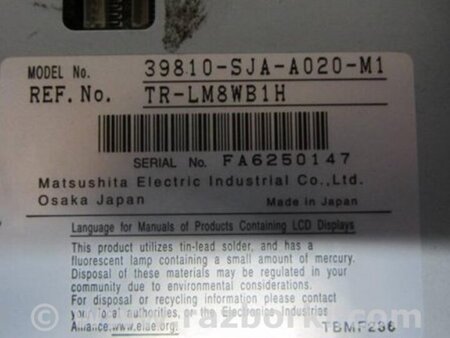 MODEL No. 39810-SJA-A020-M1
REF. No. TR-LM8WB1H
SERIAL No. FA6250147
Matsushita Electric Industrial Co., Ltd.
Osaka Japan Made in Japan
Language for Manuals of Products Containing LCD Displays
This product utilizes tin-lead solder, and has a
fluorescent lamp containing a small amount of mercury.
Disposal of these materials may be regulated in your
community due to environmental considerations.
For disposal or recycling information please contact
your local authorities, or the Electronics Industries
Alliance:www.eiae.org)
TBMF236
www.razborka.com